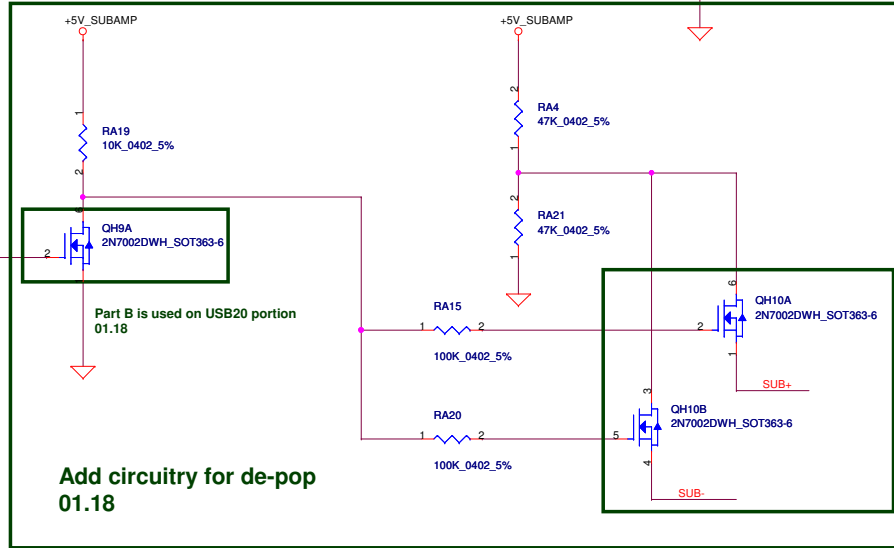 +5V_SUBAMP
+5V_SUBAMP
1
RA19
10K_0402_5%
2
2
RA4
47K_0402_5%
1
6
QH9A
2N7002DWH_SOT363-6
2
1
2
RA21
47K_0402_5%
1
Part B is used on USB20 portion
01.18
RA15
1
2
100K_0402_5%
6
QH10A
2N7002DWH_SOT363-6
2
1
SUB+
RA20
1
2
100K_0402_5%
3
QH10B
2N7002DWH_SOT363-6
5
4
SUB-
Add circuitry for de-pop
01.18